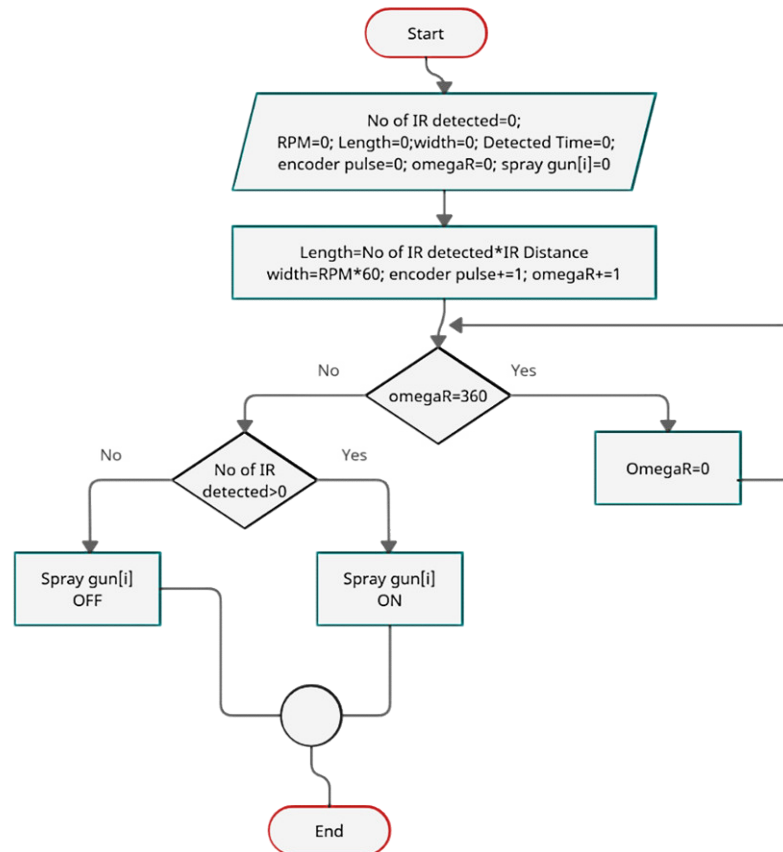 Start
No of IR detected=0;
RPM=0; Length=0;width=0; Detected Time=0;
encoder pulse=0; omegaR=0; spray gun[i]=0
Length=No of IR detected*IR Distance
width=RPM*60; encoder pulse+=1; omegaR+=1
No
Yes
omegaR=360
No
No of IR
detected>0
Yes
OmegaR=0
Spray gun[i]
OFF
Spray gun[i]
ON
End